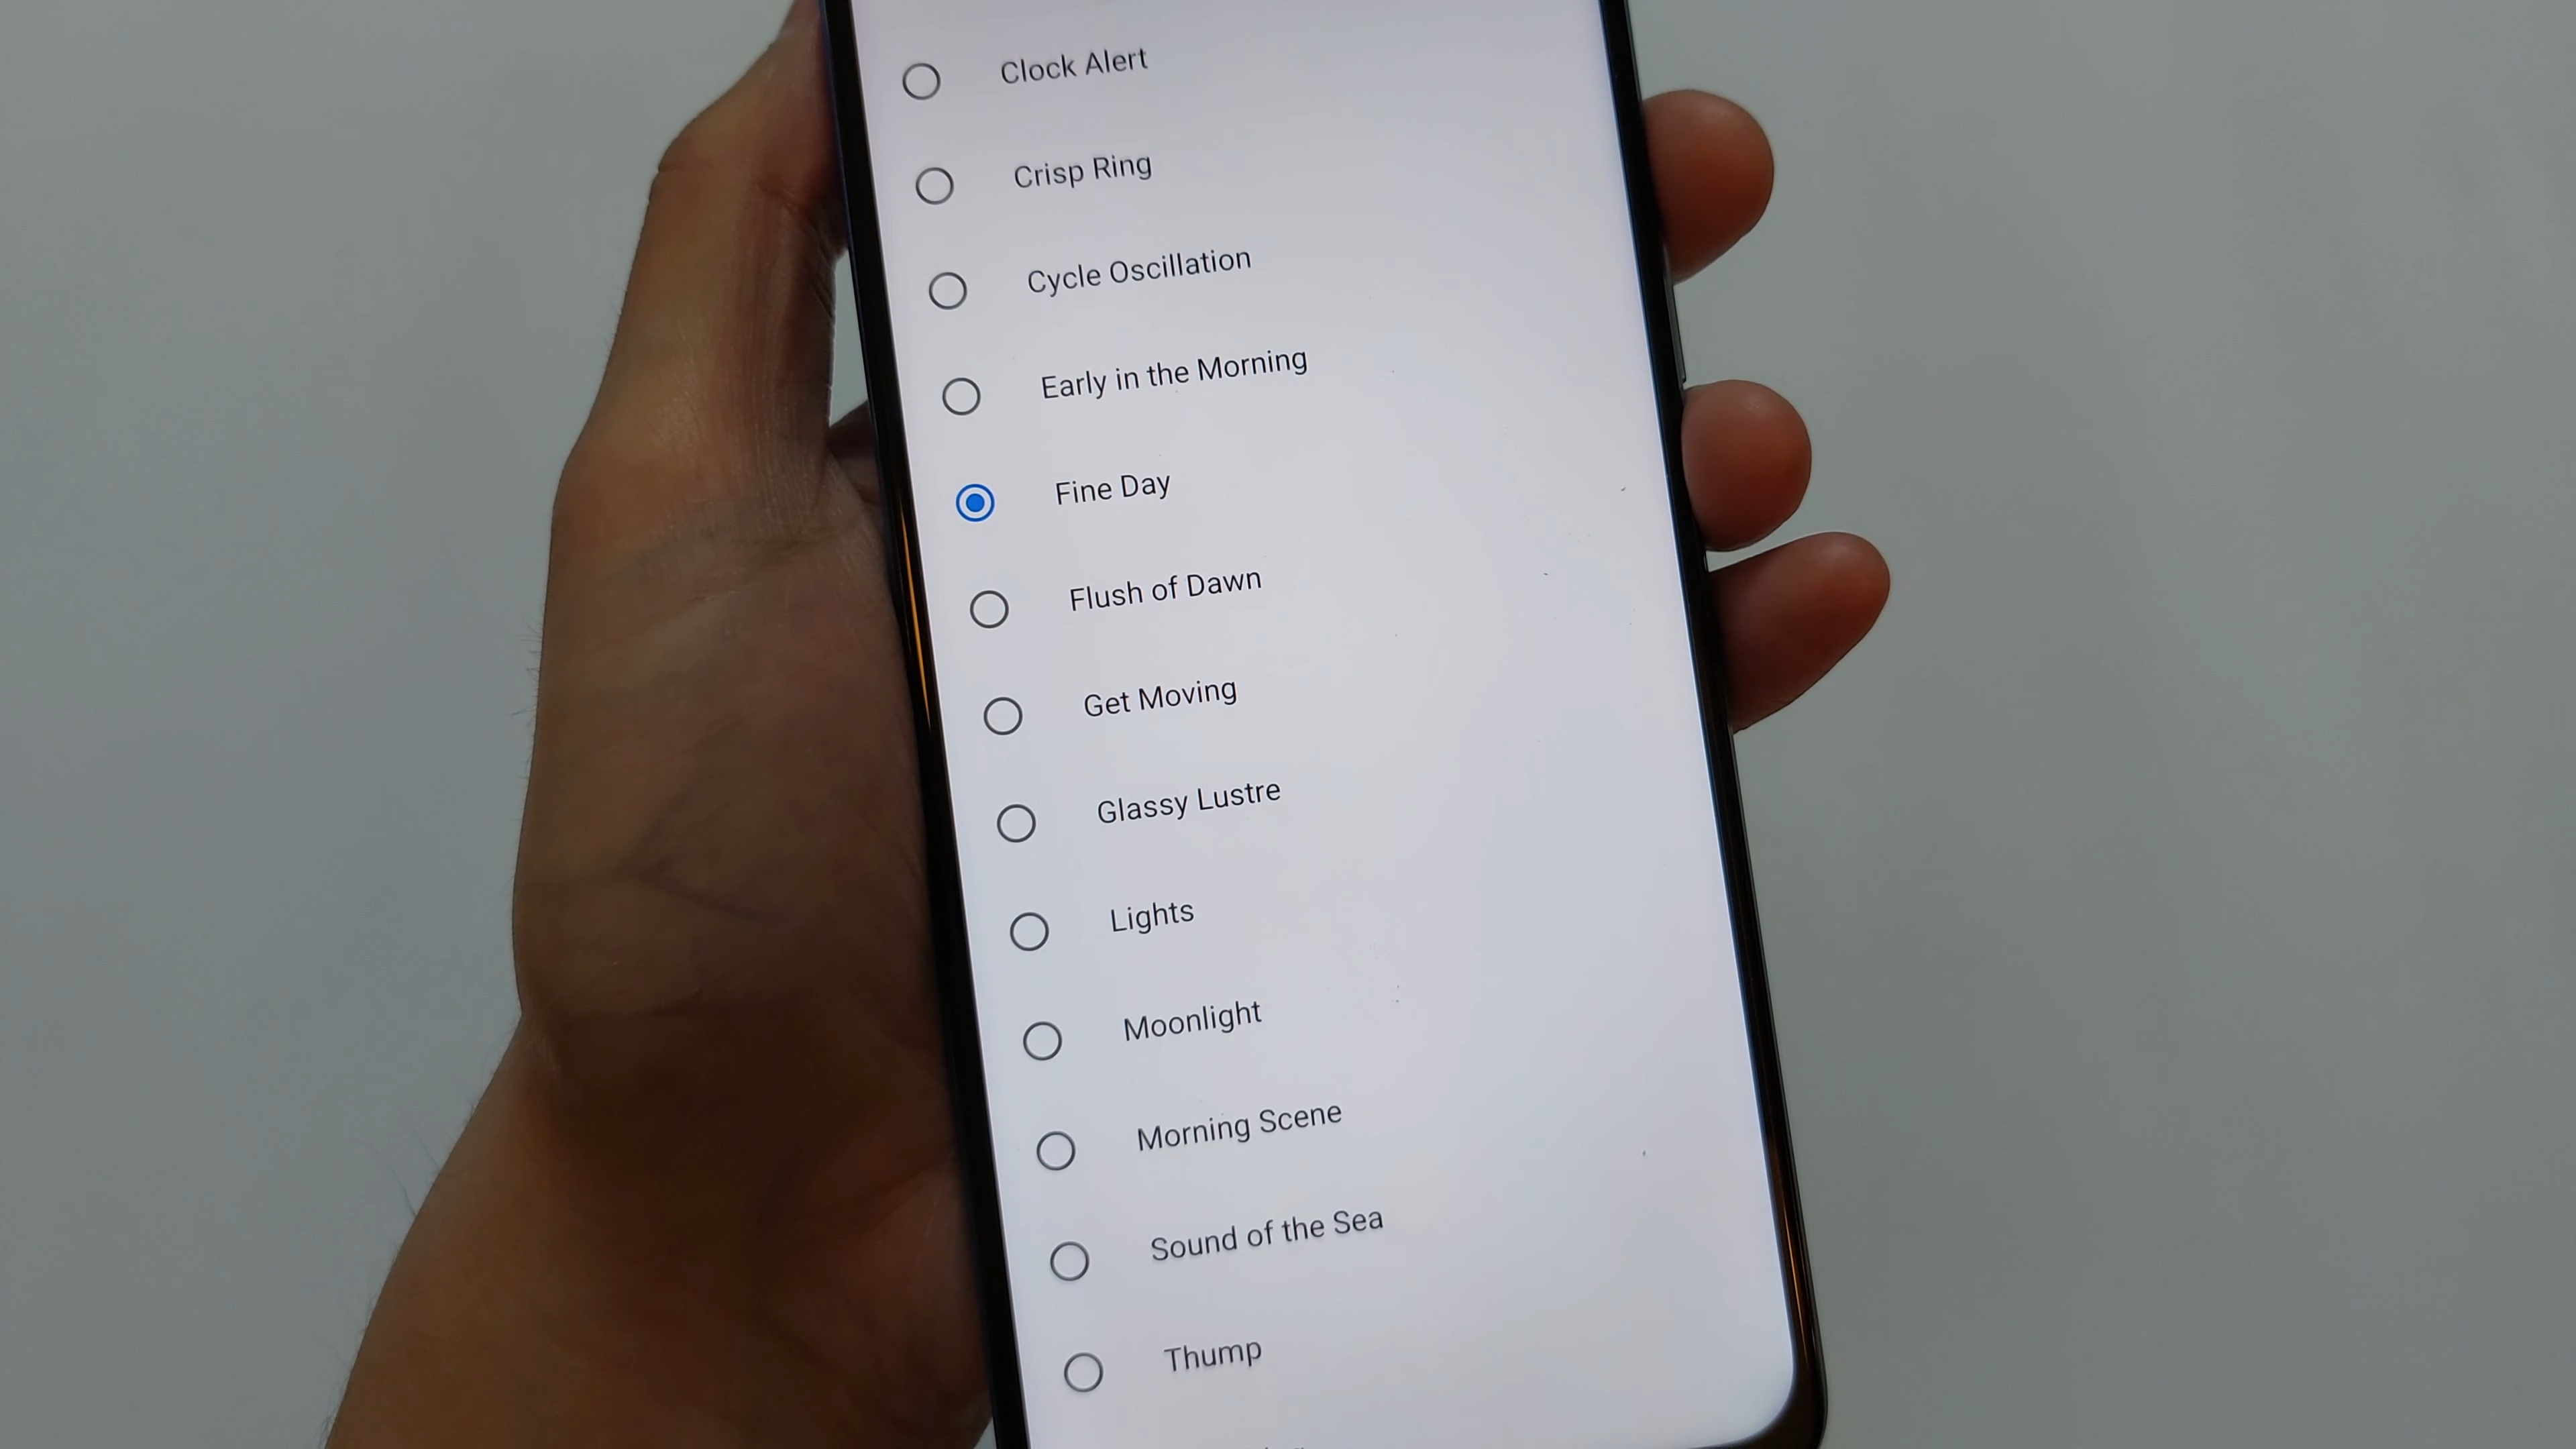 Clock Alert
Crisp Ring
Cycle Oscillation
Early in the Morning
Fine Day
Flush of Dawn
Get Moving
Glassy Lustre
Lights
Moonlight
Morning Scene
Sound of the Sea
Thump